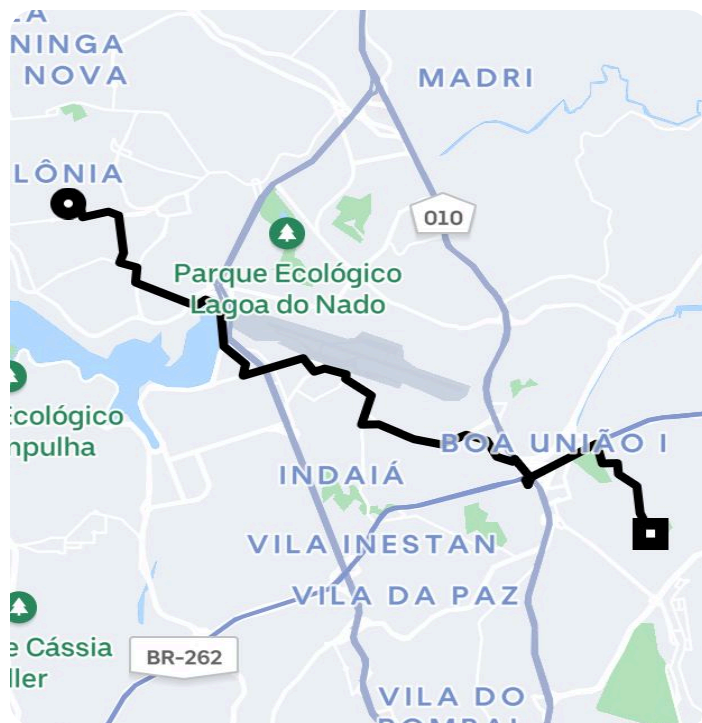 NINGA
NOVA
MADRI
LÔNIA
010
Parque Ecológico
Lagoa do Nado
Ecológico
mpulha
BOA UNIÃO I
INDAIÁ
VILA INESTAN
VILA DA PAZ
e Cássia
ller
BR-262
VILA DO